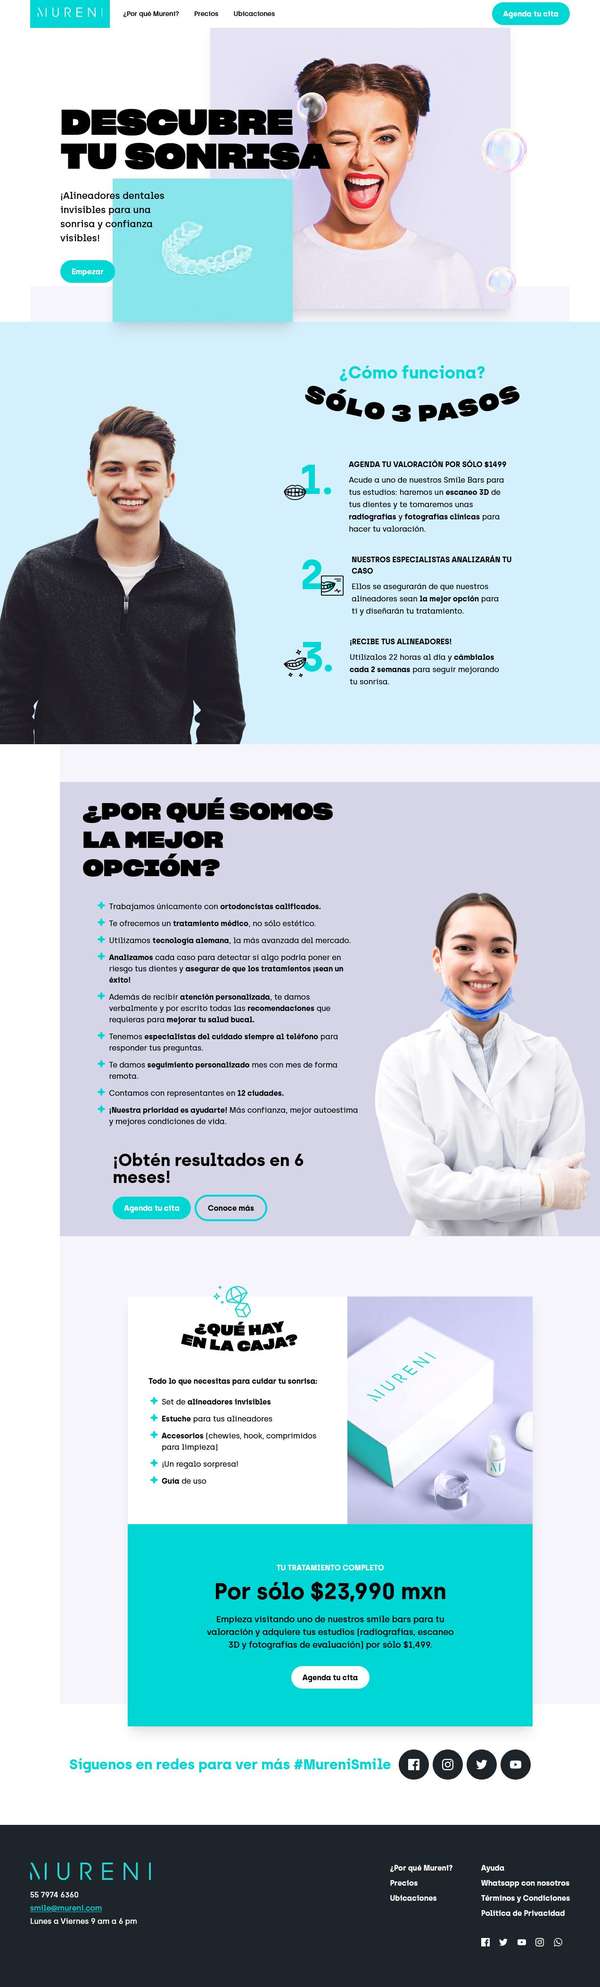 MURENI
¿Por qué Mureni?
Precios
Ubicaciones
Agenda tu cita
DESCUBRE
TU SONRISA
¡Alineadores dentales
invisibles para una
sonrisa y confianza
visibles!
Empezar
¿Cómo funciona?
SÓLO 3 PASOS
1.
AGENDA TU VALORACIÓN POR SÓLO $1499
Acude a uno de nuestros Smile Bars para
tus estudios: haremos un escaneo 3D de
tus dientes y te tomaremos unas
radiografías y fotografías clínicas para
hacer tu valoración.
2
NUESTROS ESPECIALISTAS ANALIZARÁN TU
CASO
Ellos se asegurarán de que nuestros
alineadores sean la mejor opción para
ti y diseñarán tu tratamiento.
3.
¡RECIBE TUS ALINEADORES!
Utilízalos 22 horas al día y cámbialos
cada 2 semanas para seguir mejorando
tu sonrisa.
¿POR QUÉ SOMOS
LA MEJOR
OPCIÓN?
Trabajamos únicamente con ortodoncistas calificados.
Te ofrecemos un tratamiento médico, no sólo estético.
Utilizamos tecnología alemana, la más avanzada del mercado.
Analizamos cada caso para detectar si algo podría poner en
riesgo tus dientes y asegurar de que los tratamientos ¡sean un
éxito!
Además de recibir atención personalizada, te damos
verbalmente y por escrito todas las recomendaciones que
requieras para mejorar tu salud bucal.
Tenemos especialistas del cuidado siempre al teléfono para
responder tus preguntas.
Te damos seguimiento personalizado mes con mes de forma
remota.
Contamos con representantes en 12 ciudades.
¡Nuestra prioridad es ayudarte! Más confianza, mejor autoestima
y mejores condiciones de vida.
¡Obtén resultados en 6
meses!
Agenda tu cita
Conoce más
¿QUÉ HAY
EN LA CAJA?
Todo lo que necesitas para cuidar tu sonrisa:
Set de alineadores invisibles
Estuche para tus alineadores
Accesorios (chewies, hook, comprimidos
para limpieza)
¡Un regalo sorpresa!
Guía de uso
MURENI
TU TRATAMIENTO COMPLETO
Por sólo $23,990 mxn
Empieza visitando uno de nuestros smile bars para tu
valoración y adquiere tus estudios (radiografías, escaneo
3D y fotografías de evaluación) por sólo $1,499.
Agenda tu cita
Síguenos en redes para ver más #MureniSmile
MURENI
55 7974 6360
smile@mureni.com
Lunes a Viernes 9 am a 6 pm
¿Por qué Mureni?
Precios
Ubicaciones
Ayuda
Whatsapp con nosotros
Términos y Condiciones
Política de Privacidad